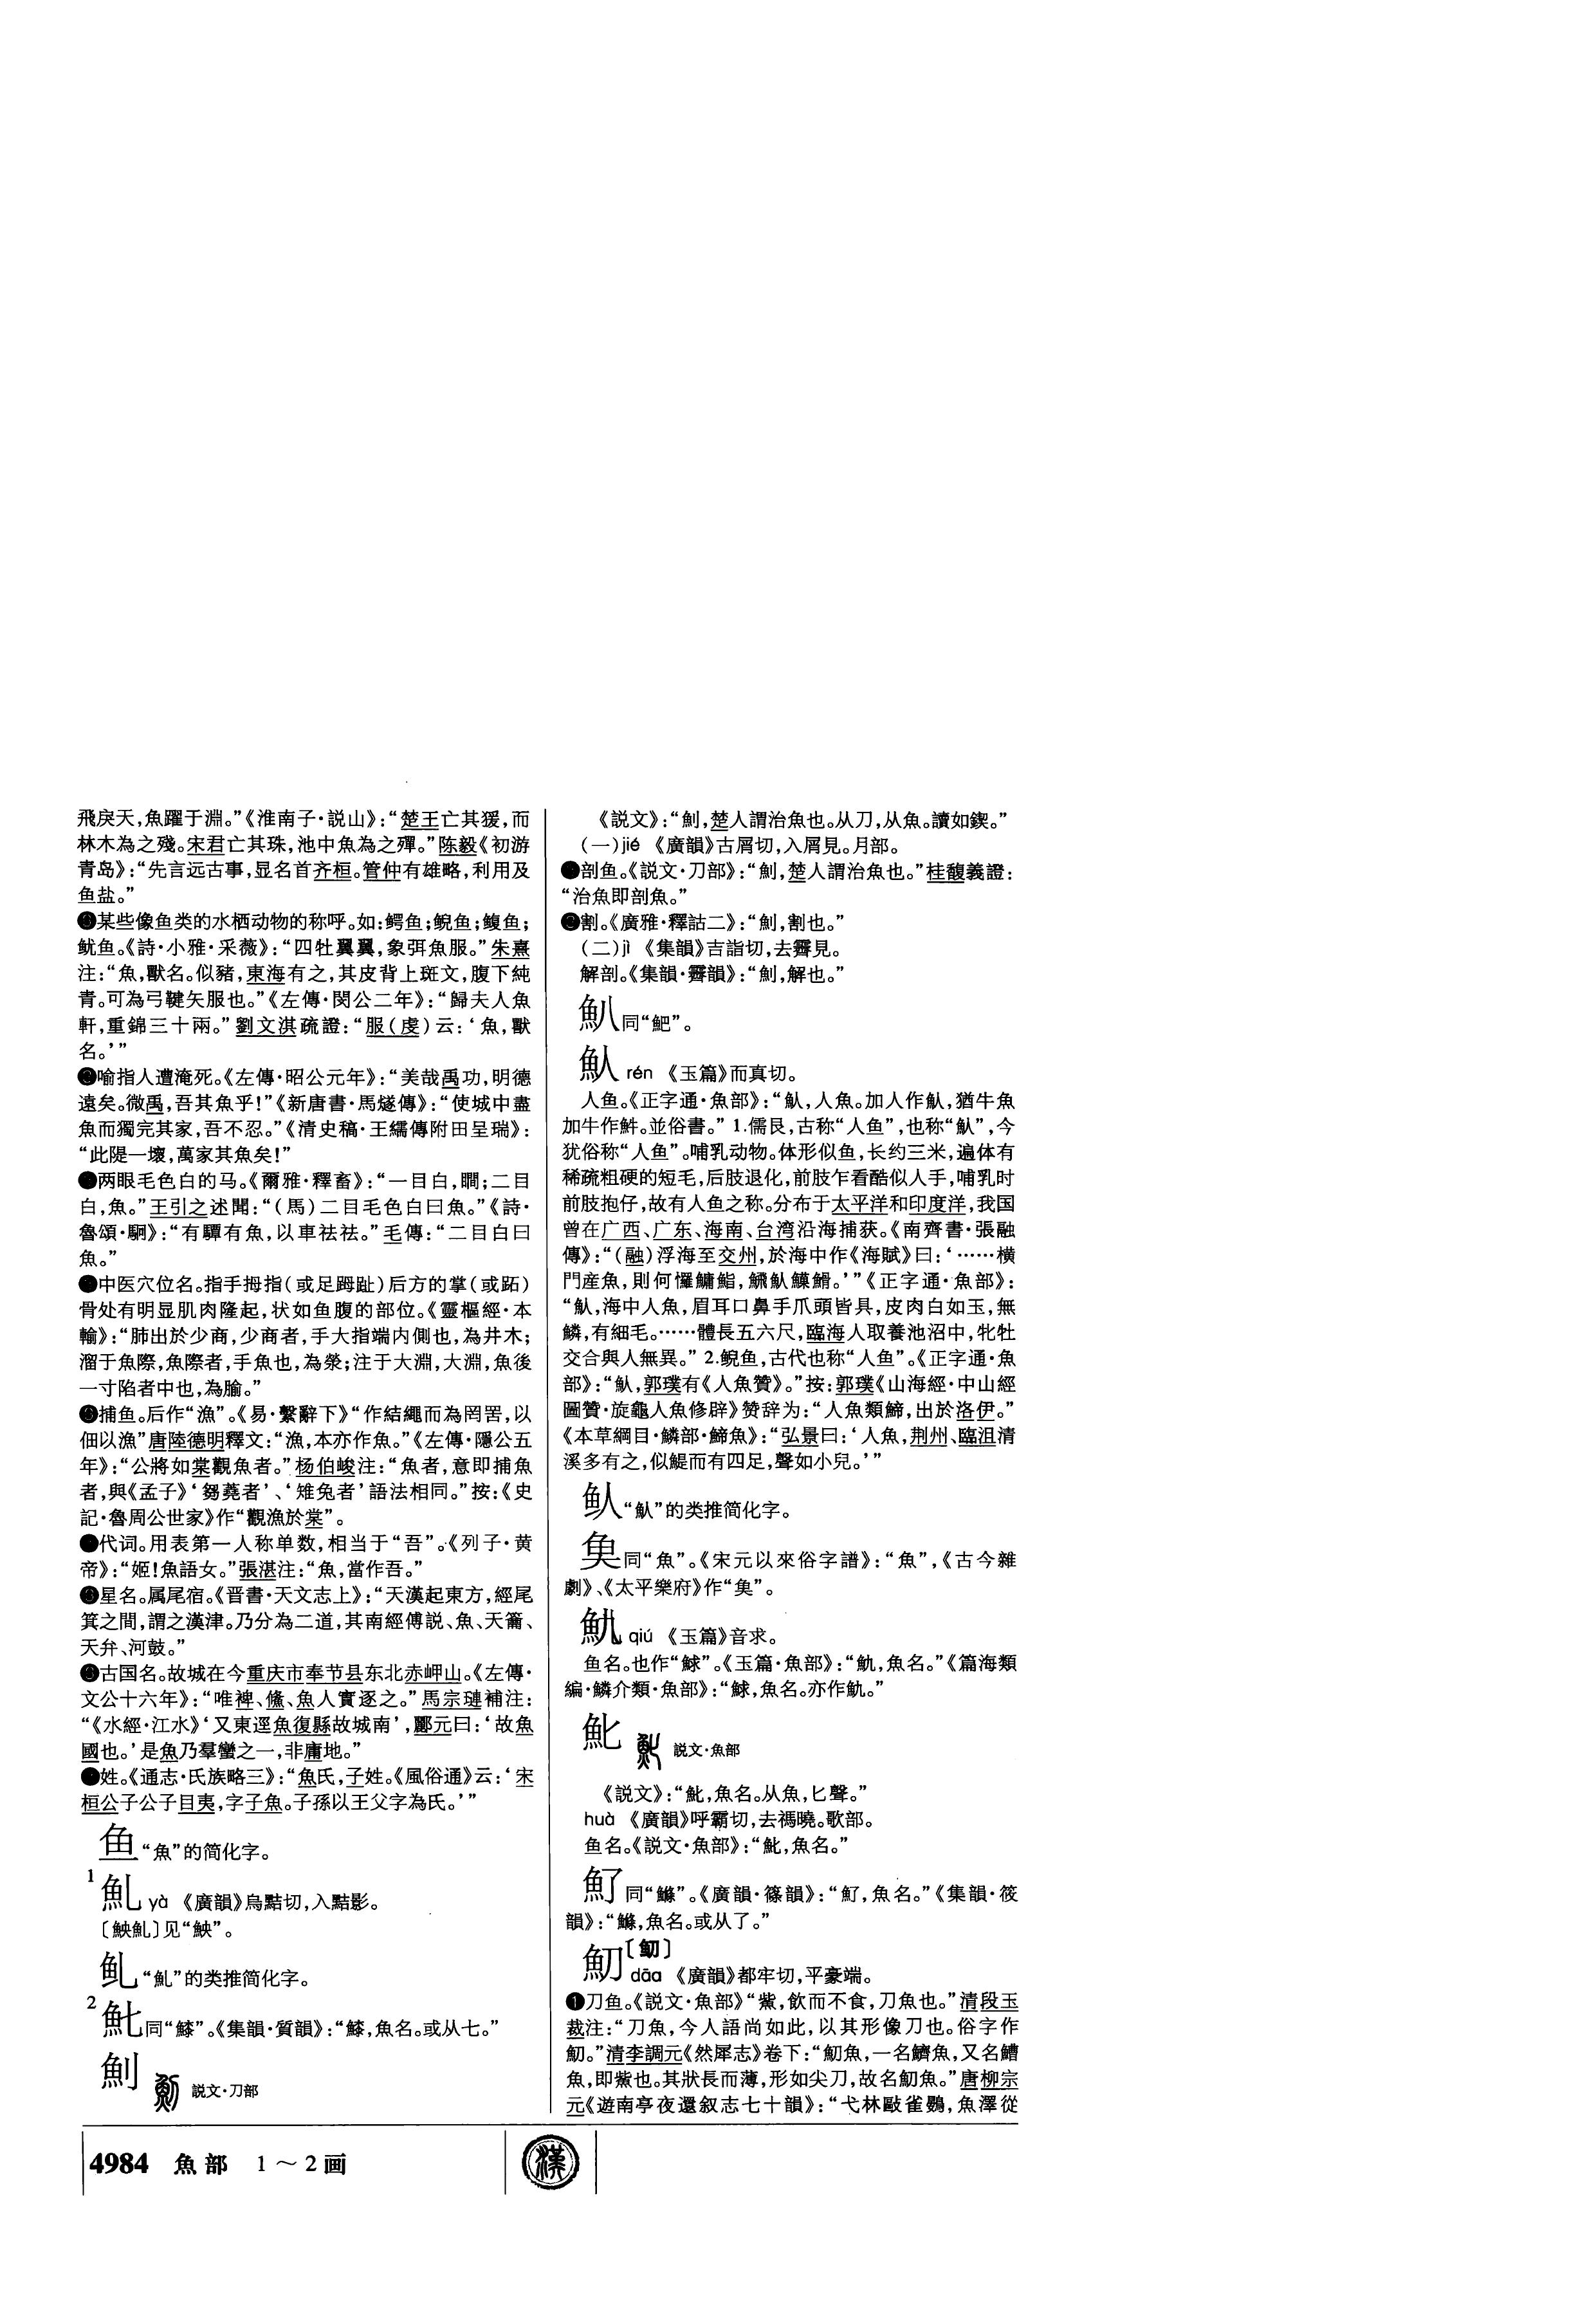 飛戾天,魚躍于淵。”《淮南子·説山》:“楚王亡其猨,而
林木為之殘。宋君亡其珠,池中魚為之殫。”陈毅《初游
青岛》:“先言远古事,显名首齐桓。管仲有雄略,利用及
鱼盐。”
某些像鱼类的水栖动物的称呼。如:鳄鱼;鲵鱼;鳆鱼;
鱿鱼。《詩·小雅·采薇》:“四牡翼翼,象弭魚服。”朱熹
注:“魚,獸名。似豬,東海有之,其皮背上斑文,腹下純
青。可為弓鞬矢服也。”《左傳·閔公二年》:“歸夫人魚
軒,重錦三十兩。”劉文淇疏證:“服(虔)云:‘魚,獸
名。’”
喻指人遭淹死。《左傳·昭公元年》:“美哉禹功,明德
遠矣。微禹,吾其魚乎!”《新唐書·馬燧傳》:“使城中盡
魚而獨完其家,吾不忍。”《清史稿·王繻傳附田呈瑞》:
“此隄一壞,萬家其魚矣!”
两眼毛色白的马。《爾雅·釋畜》:“一目白,瞷;二目
白,魚。”王引之述聞:“(馬)二目毛色白曰魚。”《詩·
魯頌·駉》:“有驔有魚,以車祛祛。”毛傳:“二目白曰
魚。”
中医穴位名。指手拇指(或足踇趾)后方的掌(或跖)
骨处有明显肌肉隆起,状如鱼腹的部位。《靈樞經·本
輸》:“肺出於少商,少商者,手大指端内側也,為井木;
溜于魚際,魚際者,手魚也,為滎;注于大淵,大淵,魚後
一寸陷者中也,為腧。”
捕鱼。后作“漁”。《易·繫辭下》“作結繩而為罔罟,以
佃以漁”唐陸德明釋文:“漁,本亦作魚。”《左傳·隱公五
年》:“公將如棠觀魚者。”杨伯峻注:“魚者,意即捕魚
者,與《孟子》‘芻蕘者’、‘雉兔者’語法相同。”按:《史
記·魯周公世家》作“觀漁於棠”。
代词。用表第一人称单数,相当于“吾”。《列子·黄
帝》:“姬!魚語女。”張湛注:“魚,當作吾。”
星名。属尾宿。《晋書·天文志上》:“天漢起東方,經尾
箕之間,謂之漢津。乃分為二道,其南經傅説、魚、天籥、
天弁、河鼓。”
古国名。故城在今重庆市奉节县东北赤岬山。《左傳·
文公十六年》:“唯裨、鯈、魚人實逐之。”馬宗璉補注:
“《水經·江水》‘又東逕魚復縣故城南’,酈元曰:‘故魚
國也。’是魚乃羣蠻之一,非庸地。”
姓。《通志·氏族略三》:“魚氏,子姓。《風俗通》云:‘宋
桓公子公子目夷,字子魚。子孫以王父字為氏。’”
鱼“魚”的简化字。
1
魤 yà 《廣韻》烏黠切,入黠影。
〔鉠魤〕见“鉠”。
“”的类推简化字。
2
同“鰼”。《集韻·質韻》:“,魚名。或从七。”
魝 説文·刀部
《説文》:“魝,楚人謂治魚也。从刀,从魚。讀如鍥。”
(一)jié 《廣韻》古屑切,入屑見。月部。
剖鱼。《説文·刀部》:“魝,楚人謂治魚也。”桂馥義證:
“治魚即剖魚。”
割。《廣雅·釋詁二》:“魝,割也。”
(二)jì 《集韻》吉詣切,去霽見。
解剖。《集韻·霽韻》:“魝,解也。”
魞同“魮”。
魜 rén 《玉篇》而真切。
人鱼。《正字通·魚部》:“魜,人魚。加人作魜,猶牛魚
加牛作䱁。並俗書。” 1.儒艮,古称“人鱼”,也称“魜”,今
犹俗称“人鱼”。哺乳动物。体形似鱼,长约三米,遍体有
稀疏粗硬的短毛,后肢退化,前肢乍看酷似人手,哺乳时
前肢抱仔,故有人鱼之称。分布于太平洋和印度洋,我国
曾在广西、广东、海南、台湾沿海捕获。《南齊書·張融
傳》:“(融)浮海至交州,於海中作《海賦》曰:‘……横
門産魚,則何㦬鱅鮨,魜䱋。’”《正字通·魚部》:
“魜,海中人魚,眉耳口鼻手爪頭皆具,皮肉白如玉,無
鱗,有細毛。……體長五六尺,臨海人取養池沼中,牝牡
交合與人無異。” 2.鲵鱼,古代也称“人鱼”。《正字通·魚
部》:“魜,郭璞有《人魚贊》。”按:郭璞《山海經·中山經
圖贊·旋龜人魚修辟》赞辞为:“人魚類鯑,出於洛伊。”
《本草綱目·鱗部·䱱魚》:“弘景曰:‘人魚,荆州、臨沮清
溪多有之,似鯷而有四足,聲如小兒。’”
“魜”的类推简化字。
同“魚”。《宋元以來俗字譜》:“魚”,《古今雜
劇》、《太平樂府》作“”。
qiú 《玉篇》音求。
鱼名。也作“鯄”。《玉篇·魚部》:“,魚名。”《篇海類
編·鱗介類·魚部》:“鯄,魚名。亦作。”
魤 説文·魚部
《説文》:“魤,魚名。从魚,匕聲。”
huà 《廣韻》呼霸切,去禡曉。歌部。
鱼名。《説文·魚部》:“魤,魚名。”
同“”。《廣韻·篠韻》:“,魚名。”《集韻·筱
韻》:“,魚名。或从了。”
魛〔鱽〕
dāo 《廣韻》都牢切,平豪端。
❶刀鱼。《説文·魚部》“鮆,飲而不食,刀魚也。”清段玉
裁注:“刀魚,今人語尚如此,以其形像刀也。俗字作
魛。”清李調元《然犀志》卷下:“魛魚,一名鱭魚,又名䲃
魚,即鮆也。其狀長而薄,形如尖刀,故名魛魚。”唐柳宗
元《遊南亭夜還叙志七十韻》:“弋林敺雀鷃,魚澤從
4984 魚部 1～2画
漢